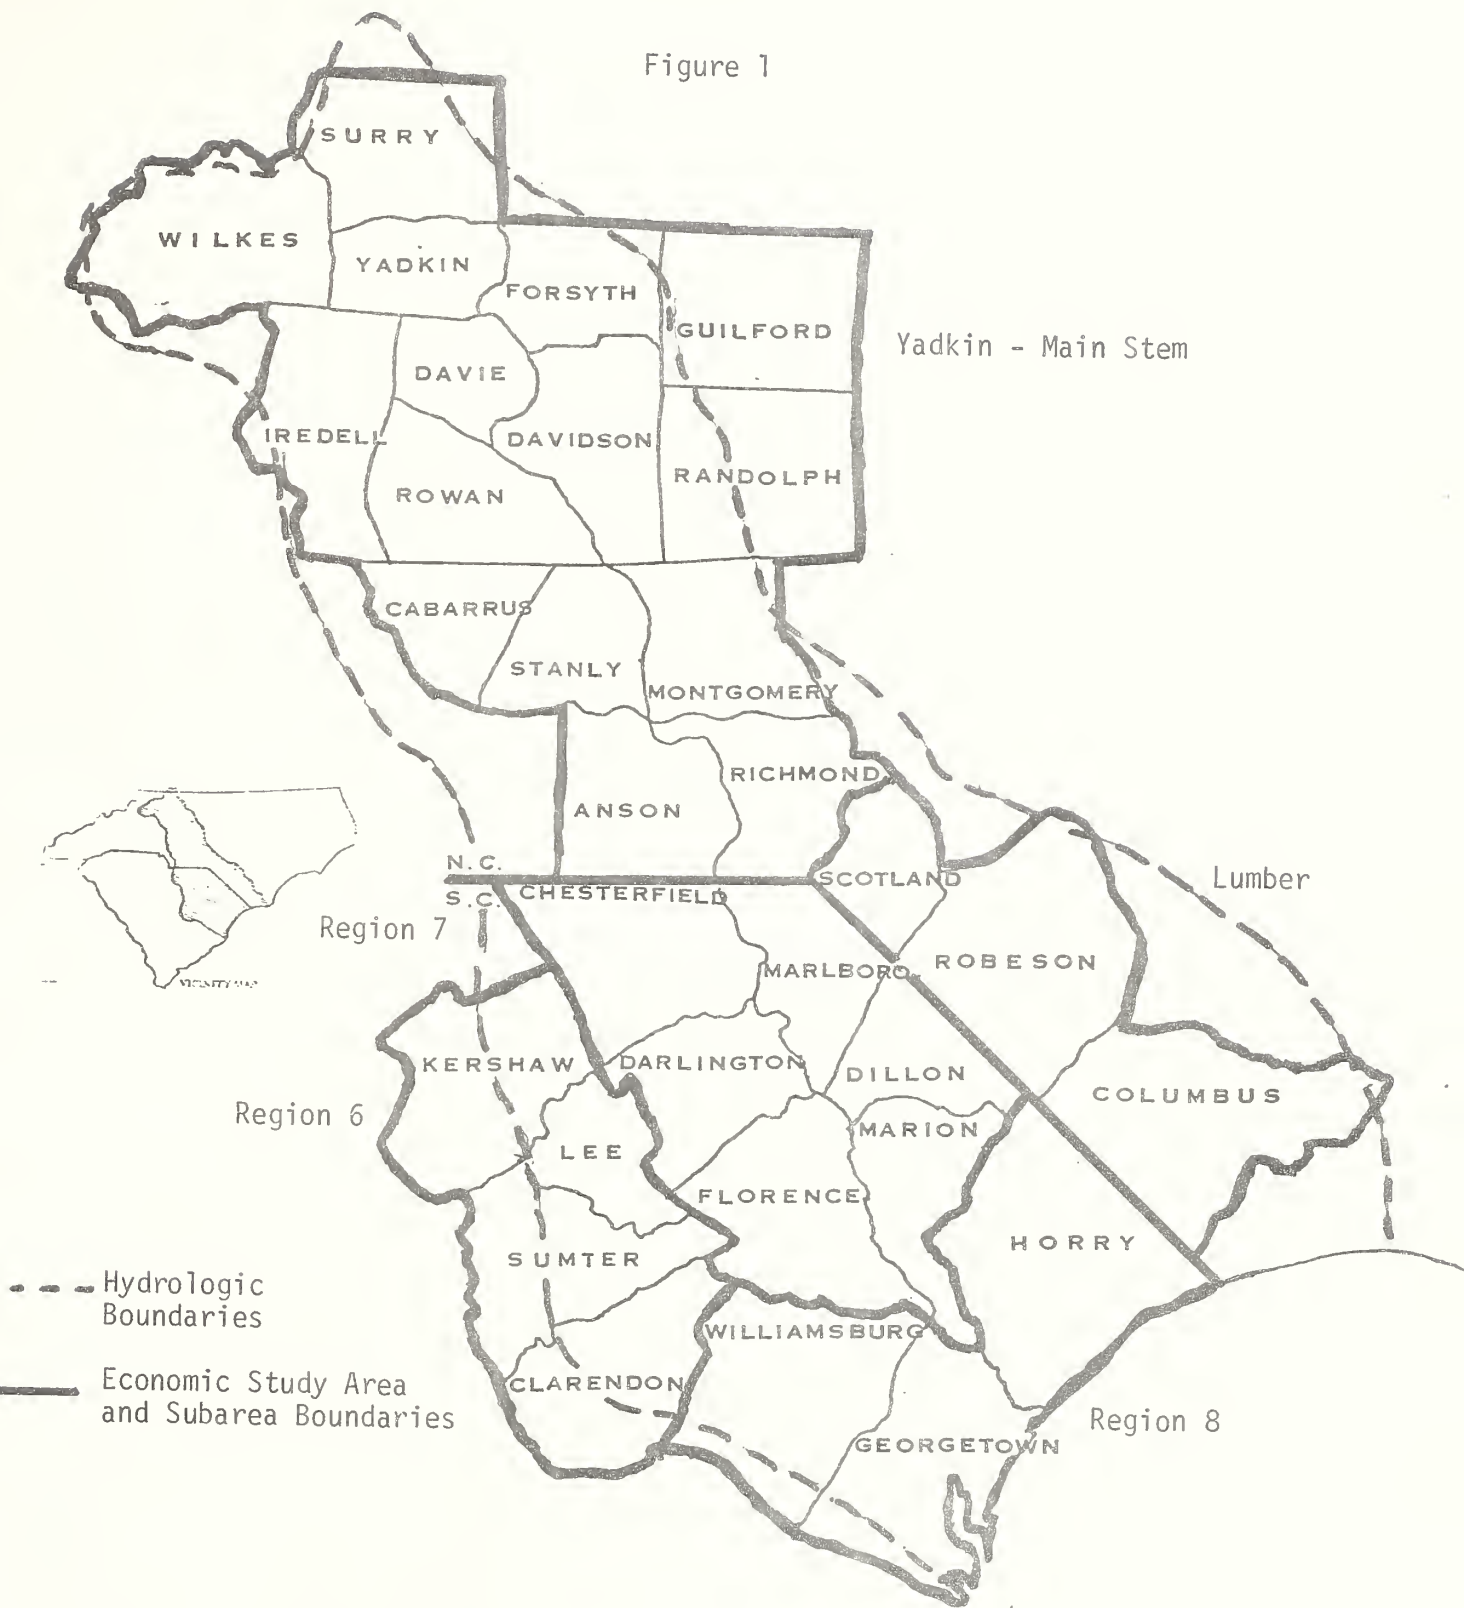 Figure 1
SURRY
WILKES
YADKIN
FORSYTH
GUILFORD
Yadkin - Main Stem
DAVIE
IREDELL
DAVIDSON
RANDOLPH
ROWAN
CABARRUS
STANLY
MONTGOMERY
RICHMOND
ANSON
N.C.
S.C.
CHESTERFIELD
SCOTLAND
Lumber
Region 7
MARLBORO
ROBESON
VICINITY MAP
KERSHAW
DARLINGTON
DILLON
COLUMBUS
Region 6
MARION
LEE
FLORENCE
HORRY
SUMTER
Hydrologic
Boundaries
WILLIAMSBURG
Economic Study Area
and Subarea Boundaries
CLARENDON
Region 8
GEORGETOWN